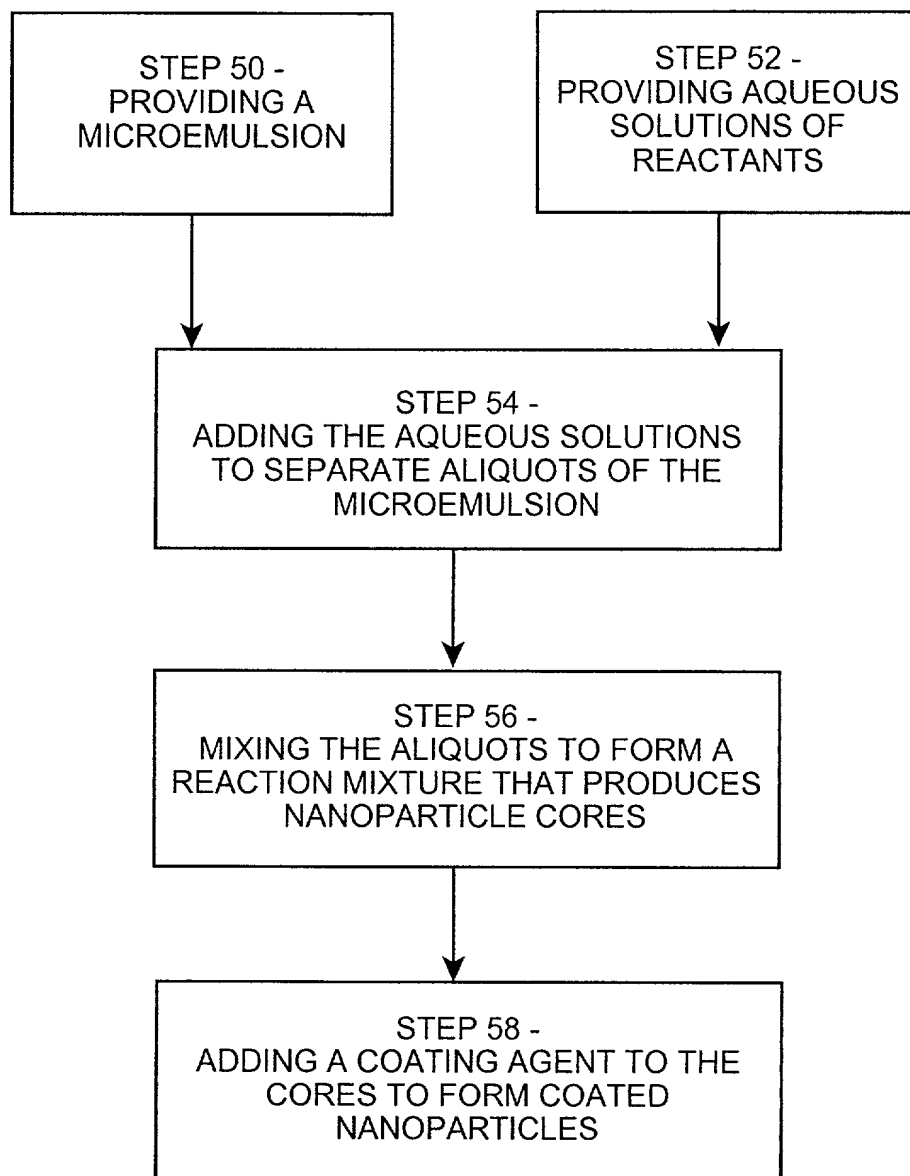 STEP 50 -
PROVIDING A
MICROEMULSION
STEP 52 -
PROVIDING AQUEOUS
SOLUTIONS OF
REACTANTS
STEP 54 -
ADDING THE AQUEOUS SOLUTIONS
TO SEPARATE ALIQUOTS OF THE
MICROEMULSION
STEP 56 -
MIXING THE ALIQUOTS TO FORM A
REACTION MIXTURE THAT PRODUCES
NANOPARTICLE CORES
STEP 58 -
ADDING A COATING AGENT TO THE
CORES TO FORM COATED
NANOPARTICLES